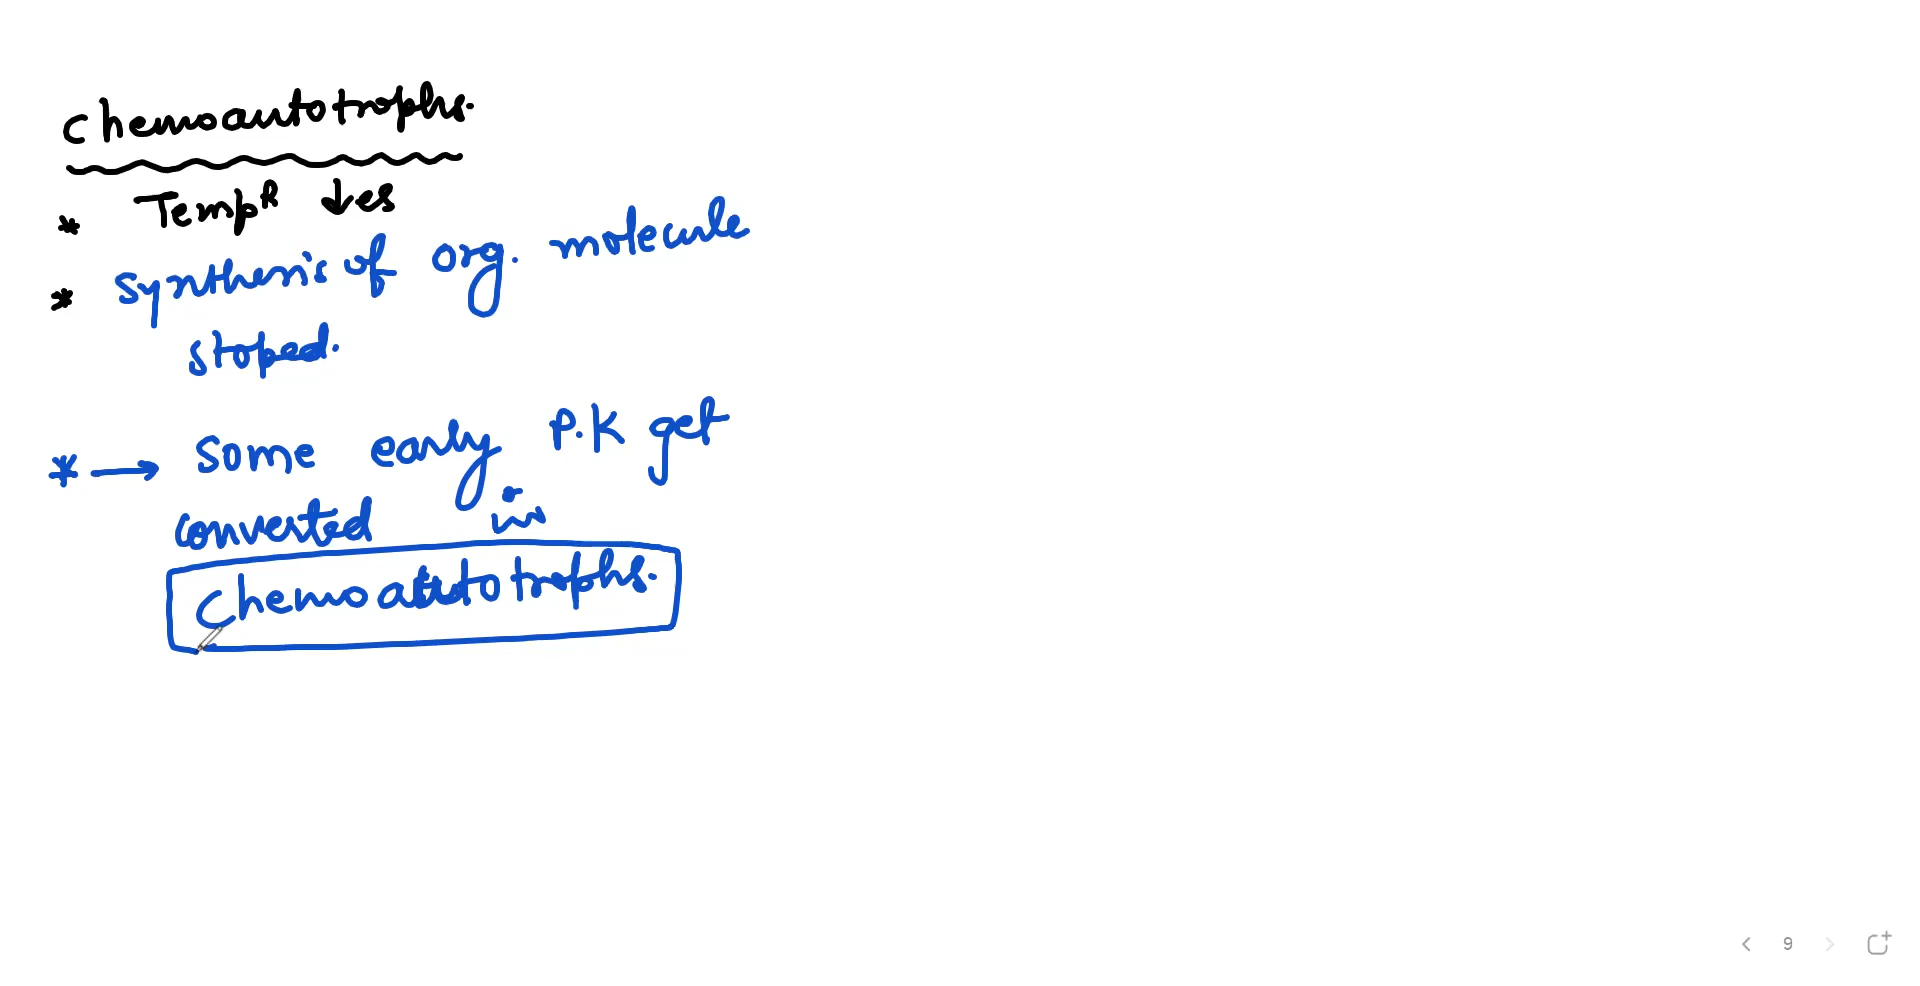 chemoautotrophs.
* Tempᴿ ↓es
* synthesis of org. molecule
stoped.
* → some early P.K get
converted in
chemoautotrophs.
9